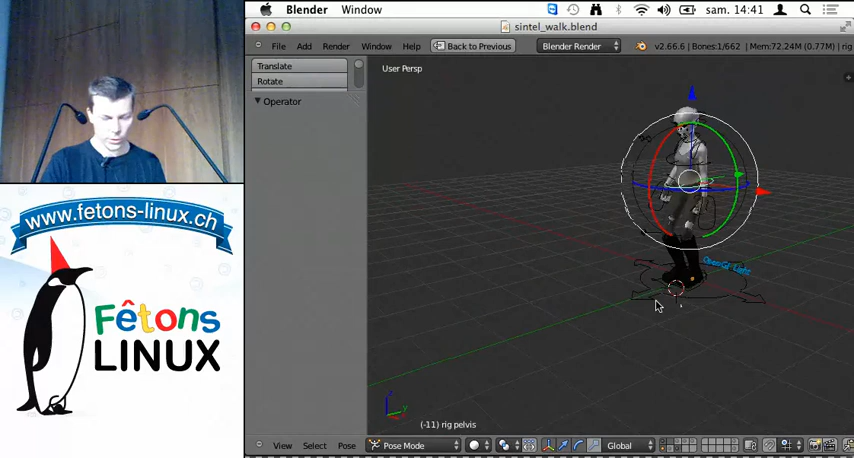 Blender Window
sam. 14:41
sintel_walk.blend
File Add Render Window Help
Back to Previous
Blender Render
v2.66.6 | Bones:1/662 | Mem:72.24M (0.77M) | rig
Translate
Rotate
Operator
User Persp
www.fetons-linux.ch
Fêtons
LINUX
OpenGl Light
z
y
(-11) rig pelvis
View Select Pose
Pose Mode
Global